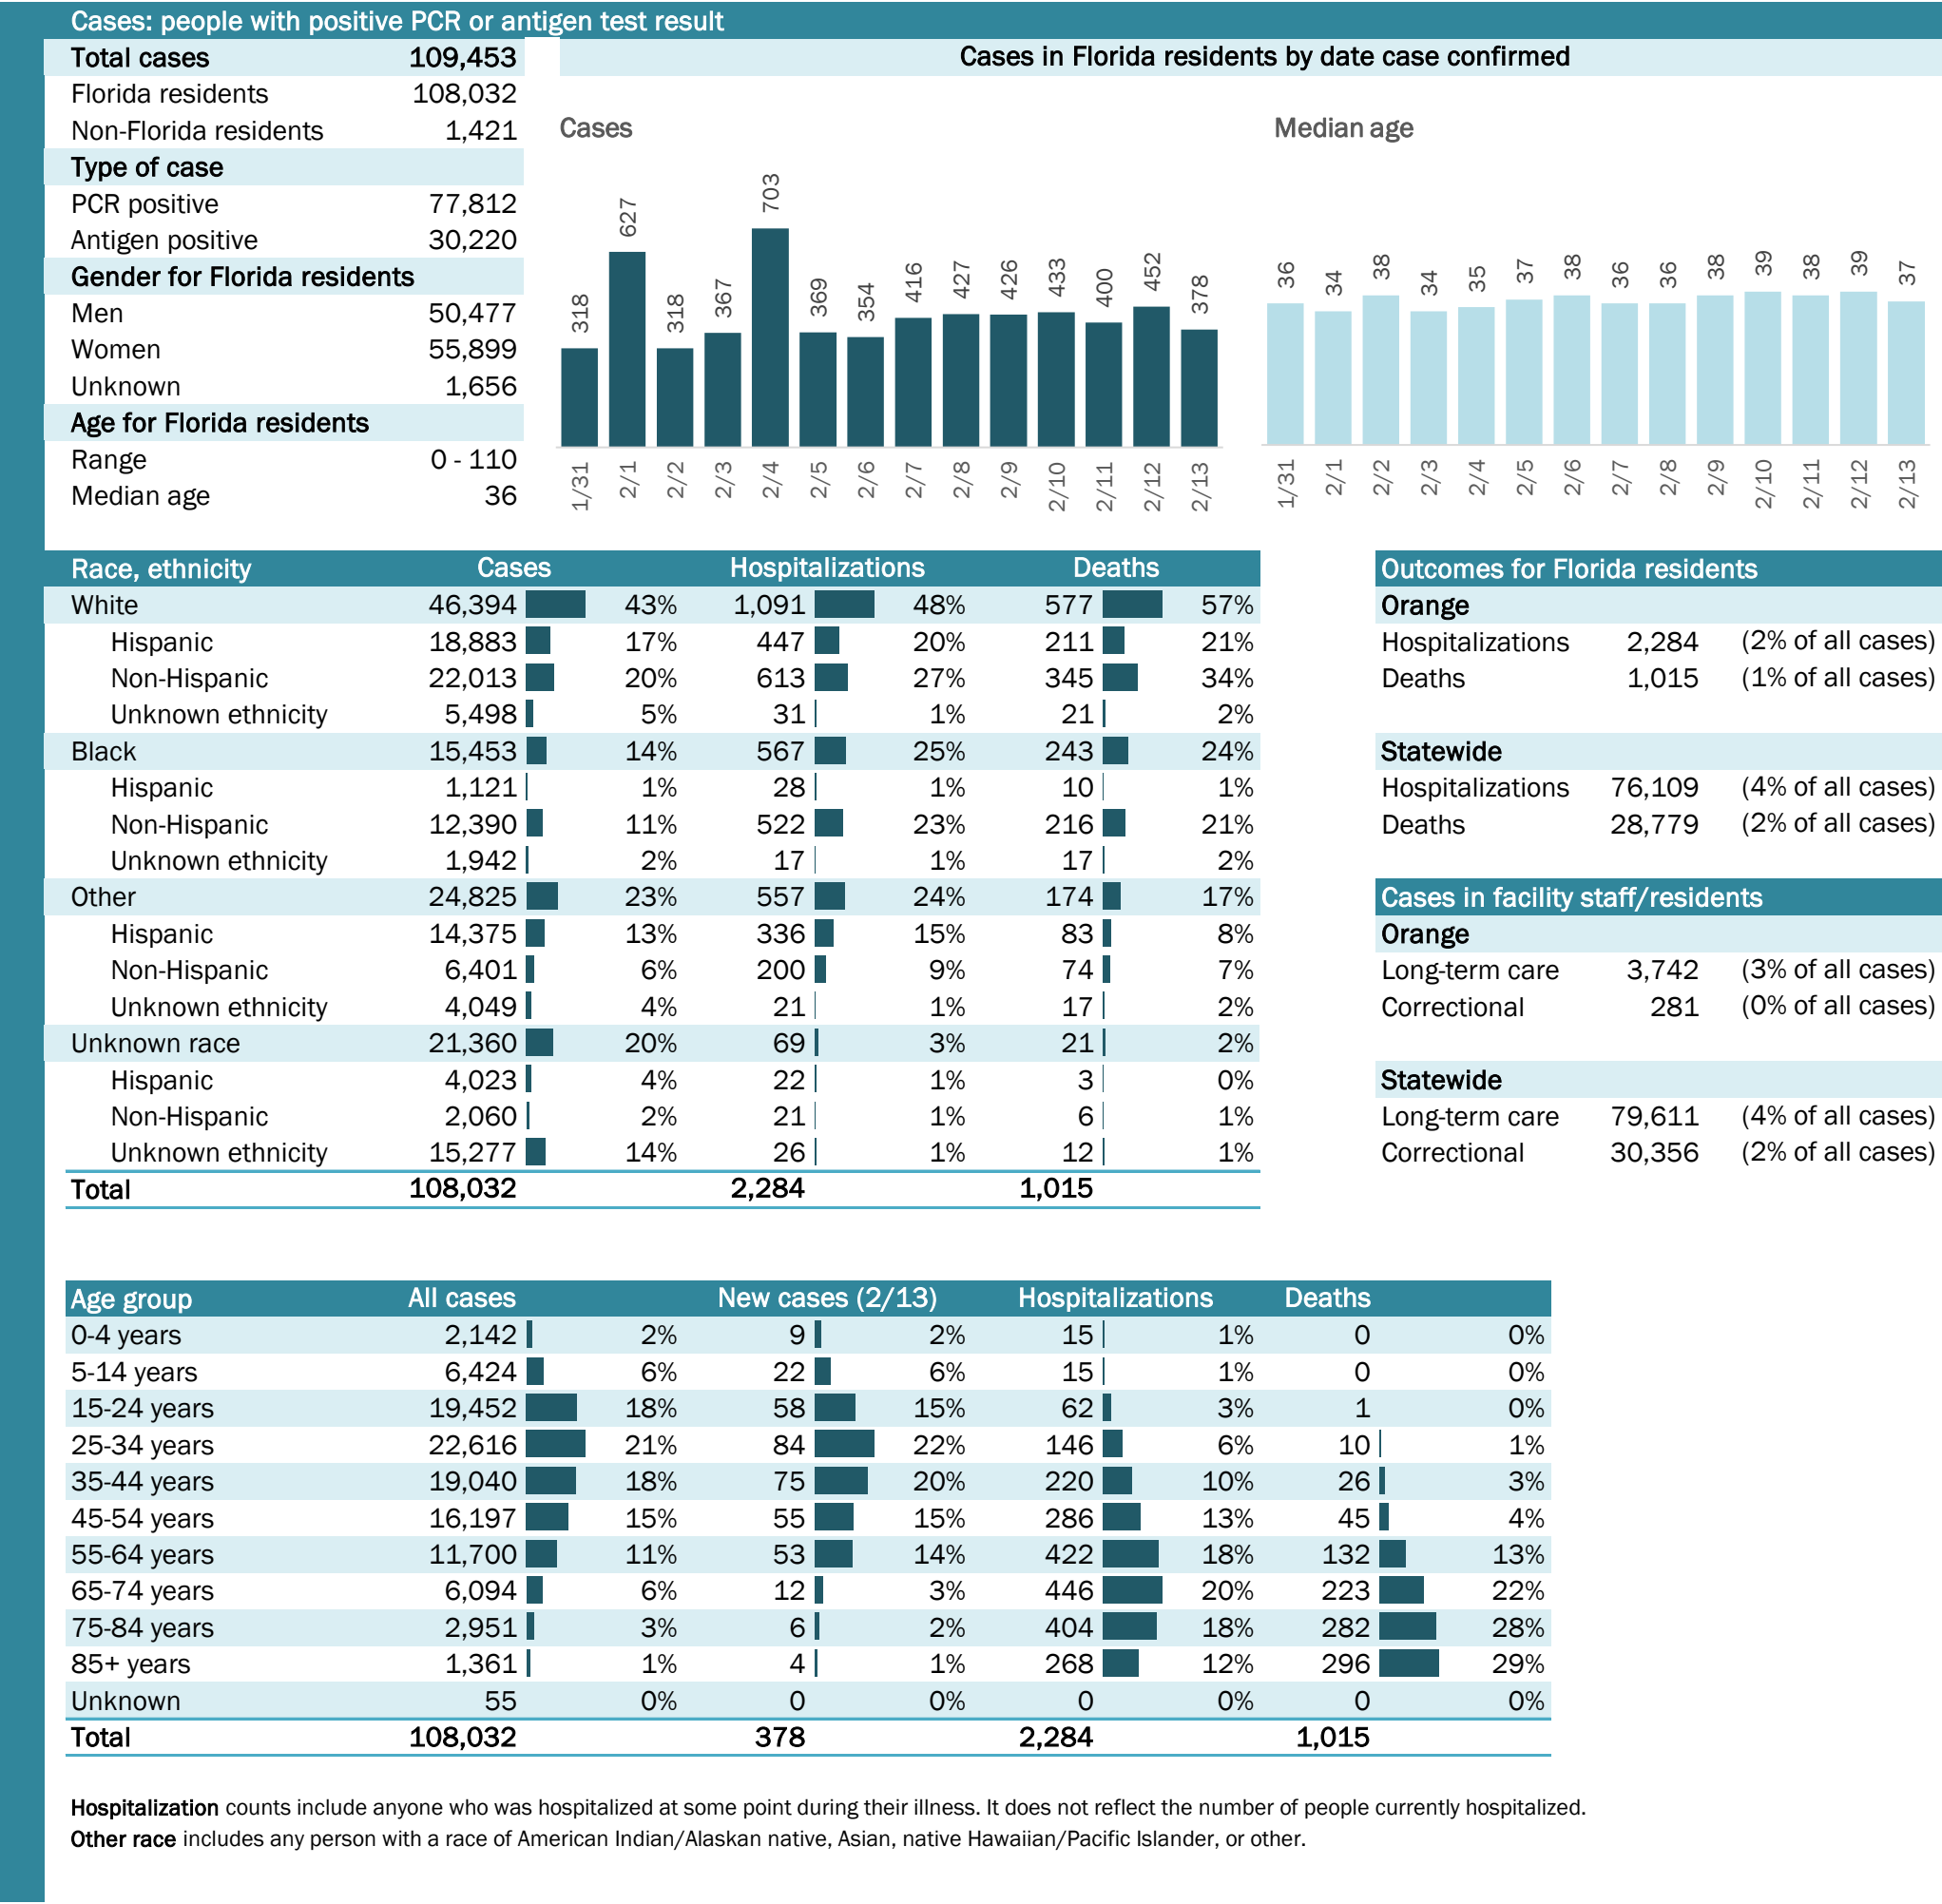 Cases: people with positive PCR or antigen test result
Total cases 109,453
Florida residents 108,032
Non-Florida residents 1,421
Type of case
PCR positive 77,812
Antigen positive 30,220
Gender for Florida residents
Men 50,477
Women 55,899
Unknown 1,656
Age for Florida residents
Range 0 - 110
Median age 36
Cases in Florida residents by date case confirmed
Cases
318 627 318 367 703 369 354 416 427 426 433 400 452 378
1/31 2/1 2/2 2/3 2/4 2/5 2/6 2/7 2/8 2/9 2/10 2/11 2/12 2/13
Median age
36 34 38 34 35 37 38 36 36 38 39 38 39 37
1/31 2/1 2/2 2/3 2/4 2/5 2/6 2/7 2/8 2/9 2/10 2/11 2/12 2/13
Race, ethnicity Cases Hospitalizations Deaths
White 46,394 43% 1,091 48% 577 57%
Hispanic 18,883 17% 447 20% 211 21%
Non-Hispanic 22,013 20% 613 27% 345 34%
Unknown ethnicity 5,498 5% 31 1% 21 2%
Black 15,453 14% 567 25% 243 24%
Hispanic 1,121 1% 28 1% 10 1%
Non-Hispanic 12,390 11% 522 23% 216 21%
Unknown ethnicity 1,942 2% 17 1% 17 2%
Other 24,825 23% 557 24% 174 17%
Hispanic 14,375 13% 336 15% 83 8%
Non-Hispanic 6,401 6% 200 9% 74 7%
Unknown ethnicity 4,049 4% 21 1% 17 2%
Unknown race 21,360 20% 69 3% 21 2%
Hispanic 4,023 4% 22 1% 3 0%
Non-Hispanic 2,060 2% 21 1% 6 1%
Unknown ethnicity 15,277 14% 26 1% 12 1%
Total 108,032 2,284 1,015
Outcomes for Florida residents
Orange
Hospitalizations 2,284 (2% of all cases)
Deaths 1,015 (1% of all cases)
Statewide
Hospitalizations 76,109 (4% of all cases)
Deaths 28,779 (2% of all cases)
Cases in facility staff/residents
Orange
Long-term care 3,742 (3% of all cases)
Correctional 281 (0% of all cases)
Statewide
Long-term care 79,611 (4% of all cases)
Correctional 30,356 (2% of all cases)
Age group All cases New cases (2/13) Hospitalizations Deaths
0-4 years 2,142 2% 9 2% 15 1% 0 0%
5-14 years 6,424 6% 22 6% 15 1% 0 0%
15-24 years 19,452 18% 58 15% 62 3% 1 0%
25-34 years 22,616 21% 84 22% 146 6% 10 1%
35-44 years 19,040 18% 75 20% 220 10% 26 3%
45-54 years 16,197 15% 55 15% 286 13% 45 4%
55-64 years 11,700 11% 53 14% 422 18% 132 13%
65-74 years 6,094 6% 12 3% 446 20% 223 22%
75-84 years 2,951 3% 6 2% 404 18% 282 28%
85+ years 1,361 1% 4 1% 268 12% 296 29%
Unknown 55 0% 0 0% 0 0% 0 0%
Total 108,032 378 2,284 1,015
Hospitalization counts include anyone who was hospitalized at some point during their illness. It does not reflect the number of people currently hospitalized.
Other race includes any person with a race of American Indian/Alaskan native, Asian, native Hawaiian/Pacific Islander, or other.